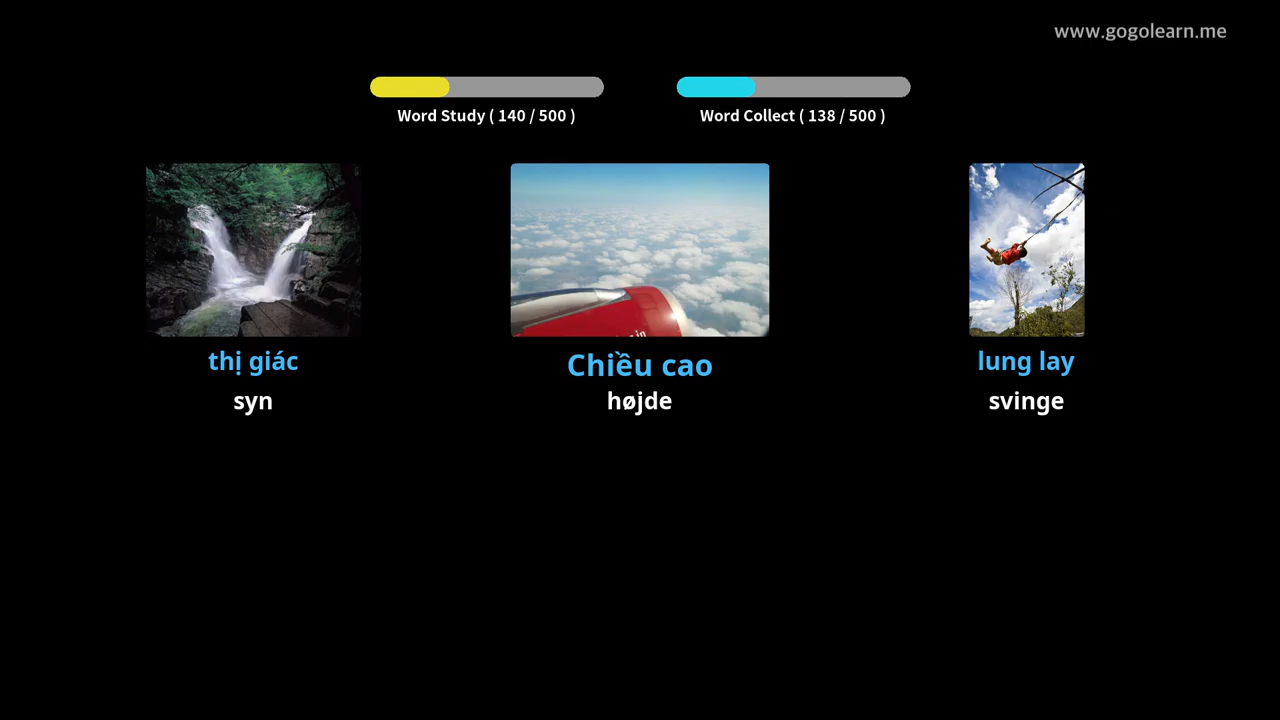 www.gogolearn.me
Word Study ( 140 / 500 )
Word Collect ( 138 / 500 )
thị giác
syn
Chiều cao
højde
lung lay
svinge